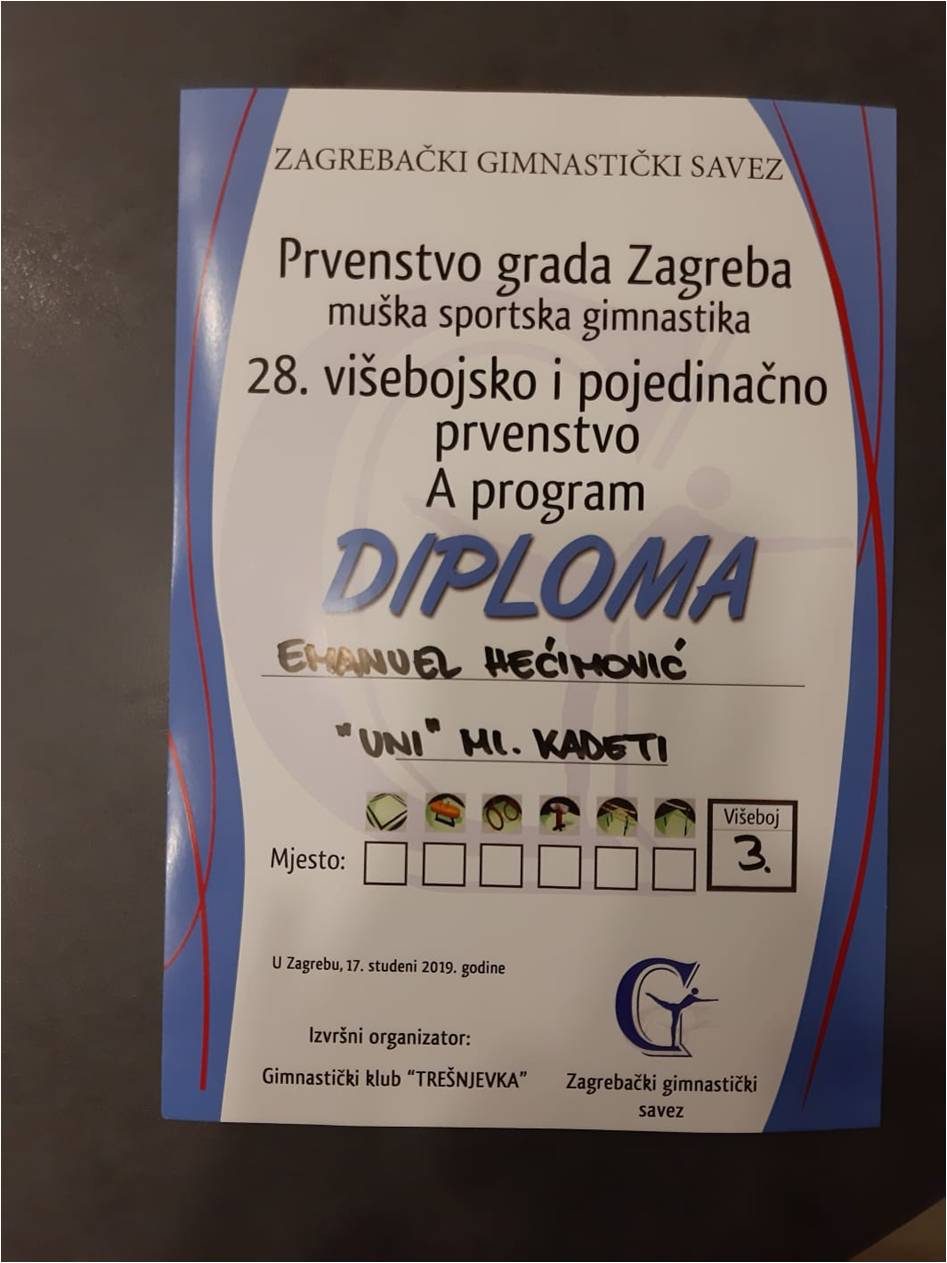 ZAGREBAČKI GIMNASTIČKI SAVEZ
Prvenstvo grada Zagreba
muška sportska gimnastika
28. višebojsko i pojedinačno
prvenstvo
A program
DIPLOMA
EMANUEL HEĆIMOVIĆ
"UNI" ML. KADETI
Višeboj
Mjesto: 3.
U Zagrebu, 17. studeni 2019. godine
Izvršni organizator:
Gimnastički klub "TREŠNJEVKA"
Zagrebački gimnastički
savez